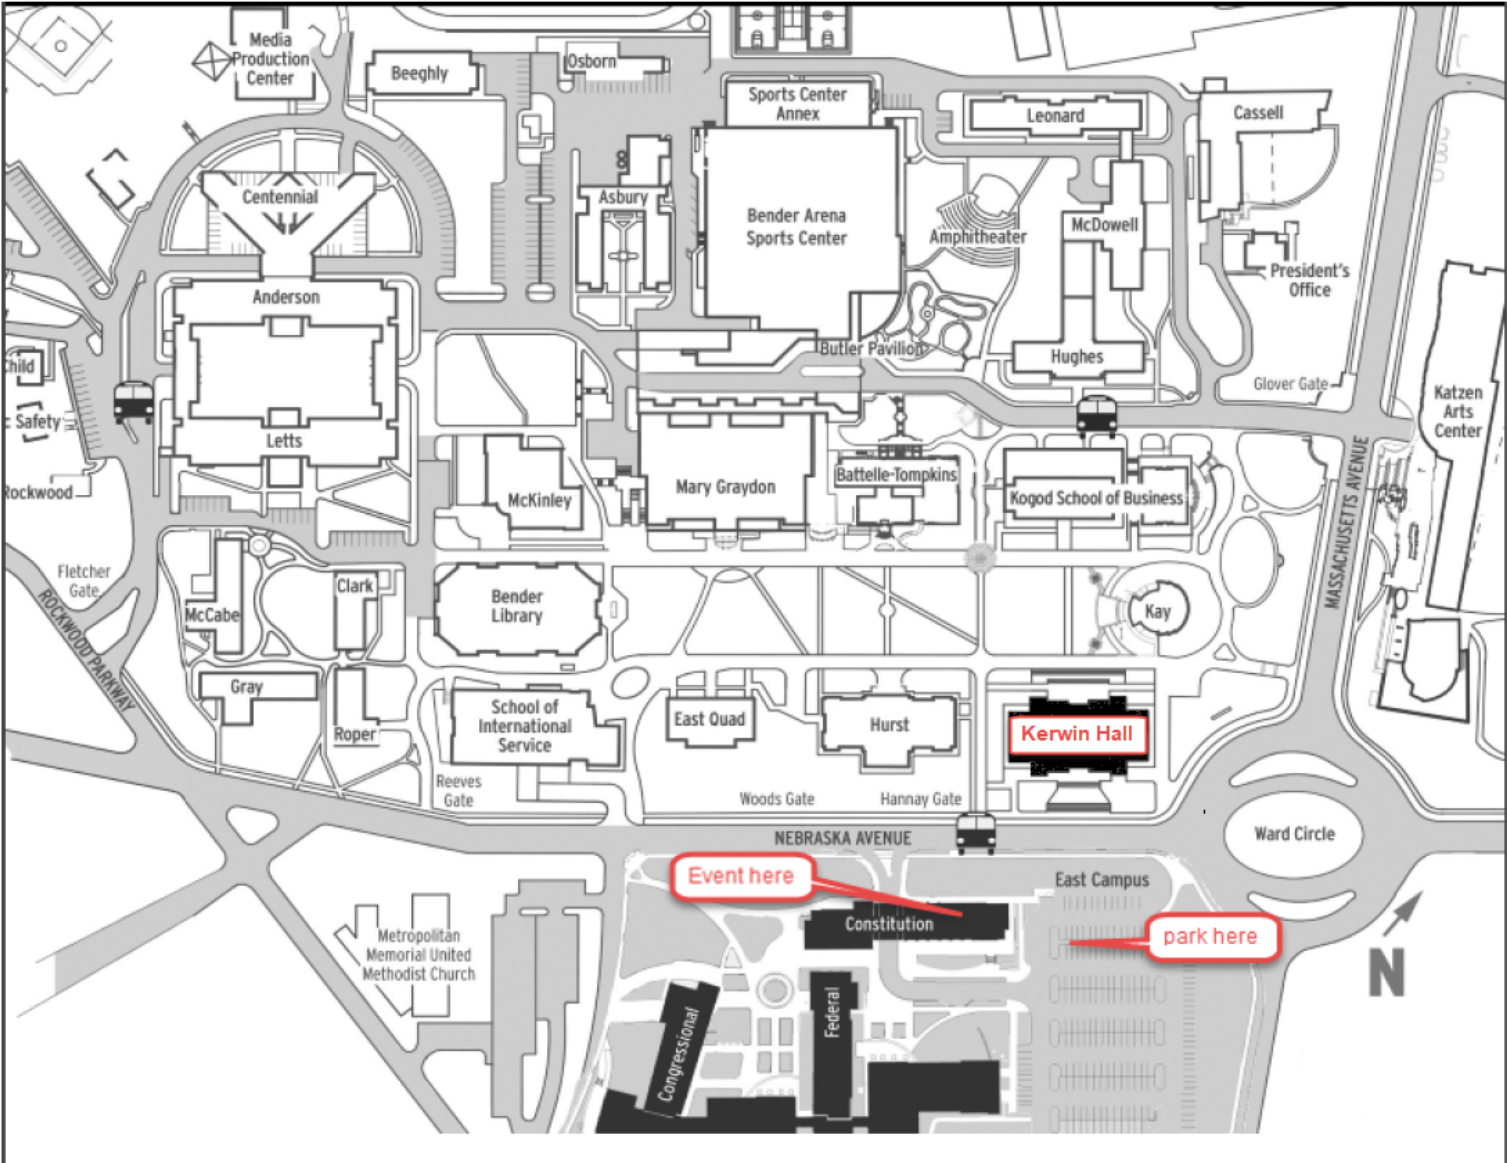 Media
Production
Center
Beeghly
Osborn
Sports Center
Annex
Leonard
Cassell
Centennial
Asbury
Bender Arena
Sports Center
Amphitheater
McDowell
President's
Office
Anderson
Butler Pavilion
Hughes
Glover Gate
Child
c Safety
Katzen
Arts
Center
Letts
Rockwood
McKinley
Mary Graydon
Battelle-Tompkins
Kogod School of Business
MASSACHUSETTS AVENUE
Fletcher
Gate
ROCKWOOD PARKWAY
McCabe
Clark
Bender
Library
Kay
Gray
Roper
School of
International
Service
East Quad
Hurst
Kerwin Hall
Reeves
Gate
Woods Gate
Hannay Gate
NEBRASKA AVENUE
Ward Circle
Event here
East Campus
Constitution
park here
Metropolitan
Memorial United
Methodist Church
N
Congressional
Federal